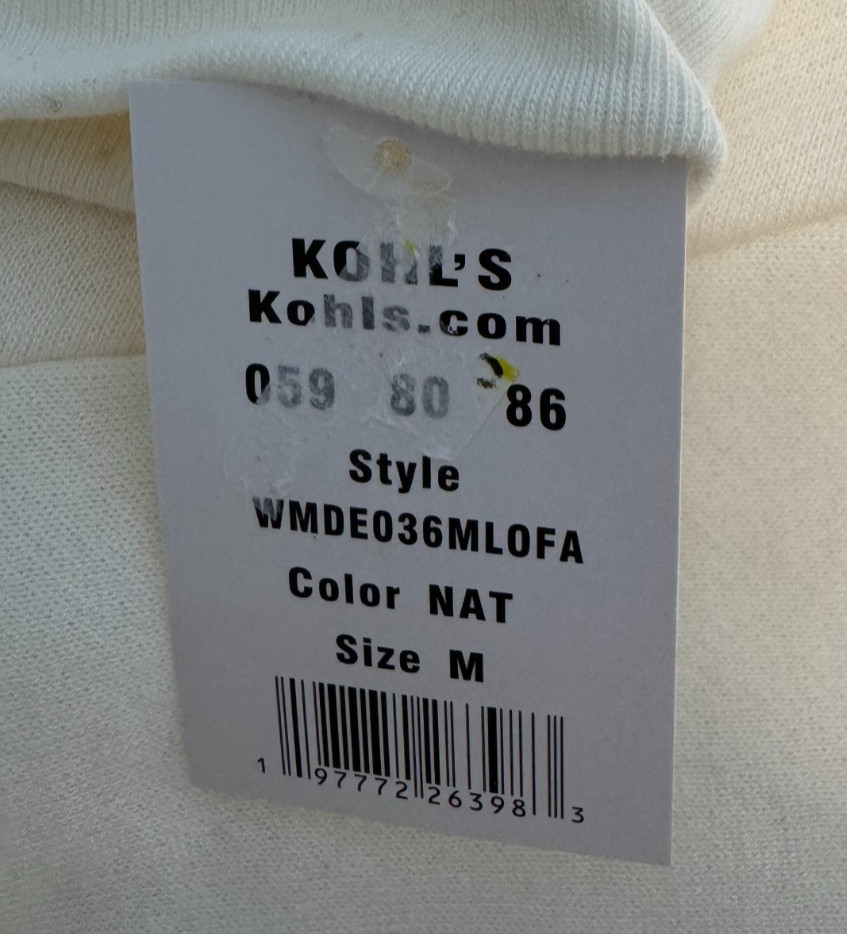 KOHL'S
Kohls.com
059 80 86
Style
WMDE036MLOFA
Color NAT
Size M
1 97772 26398 3